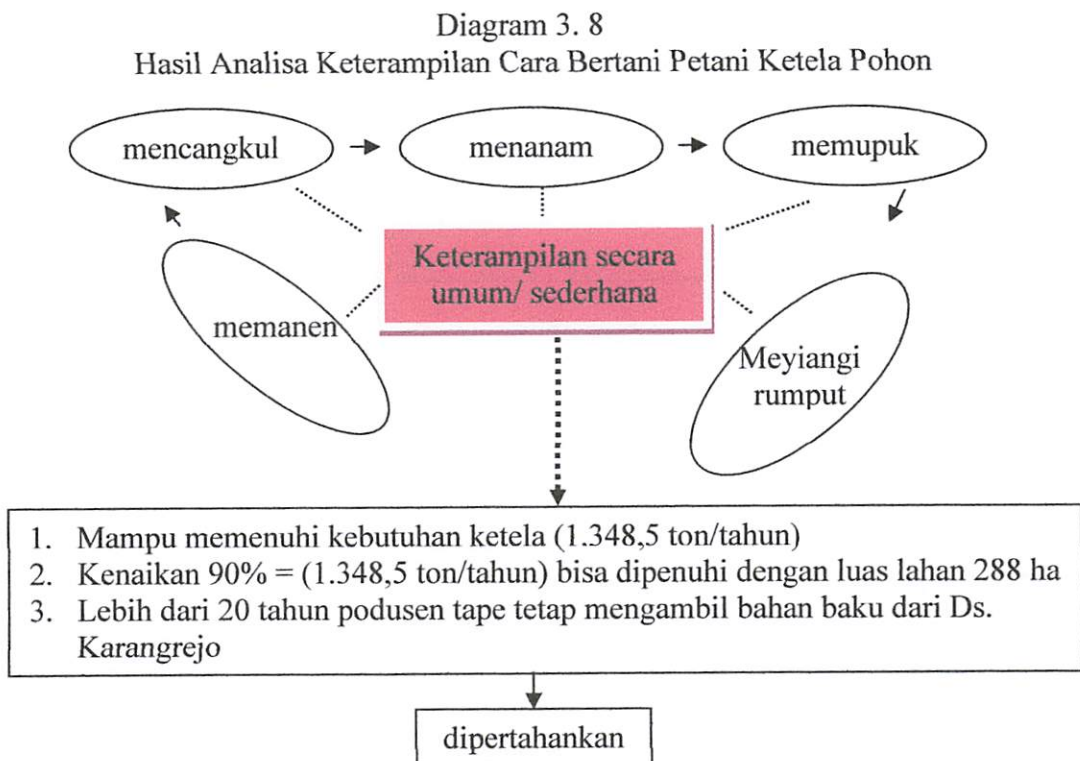 Diagram 3. 8
Hasil Analisa Keterampilan Cara Bertani Petani Ketela Pohon
mencangkul
menanam
memupuk
Keterampilan secara
umum/ sederhana
memanen
Meyiangi
rumput
1. Mampu memenuhi kebutuhan ketela (1.348,5 ton/tahun)
2. Kenaikan 90% = (1.348,5 ton/tahun) bisa dipenuhi dengan luas lahan 288 ha
3. Lebih dari 20 tahun podusen tape tetap mengambil bahan baku dari Ds.
Karangrejo
dipertahankan